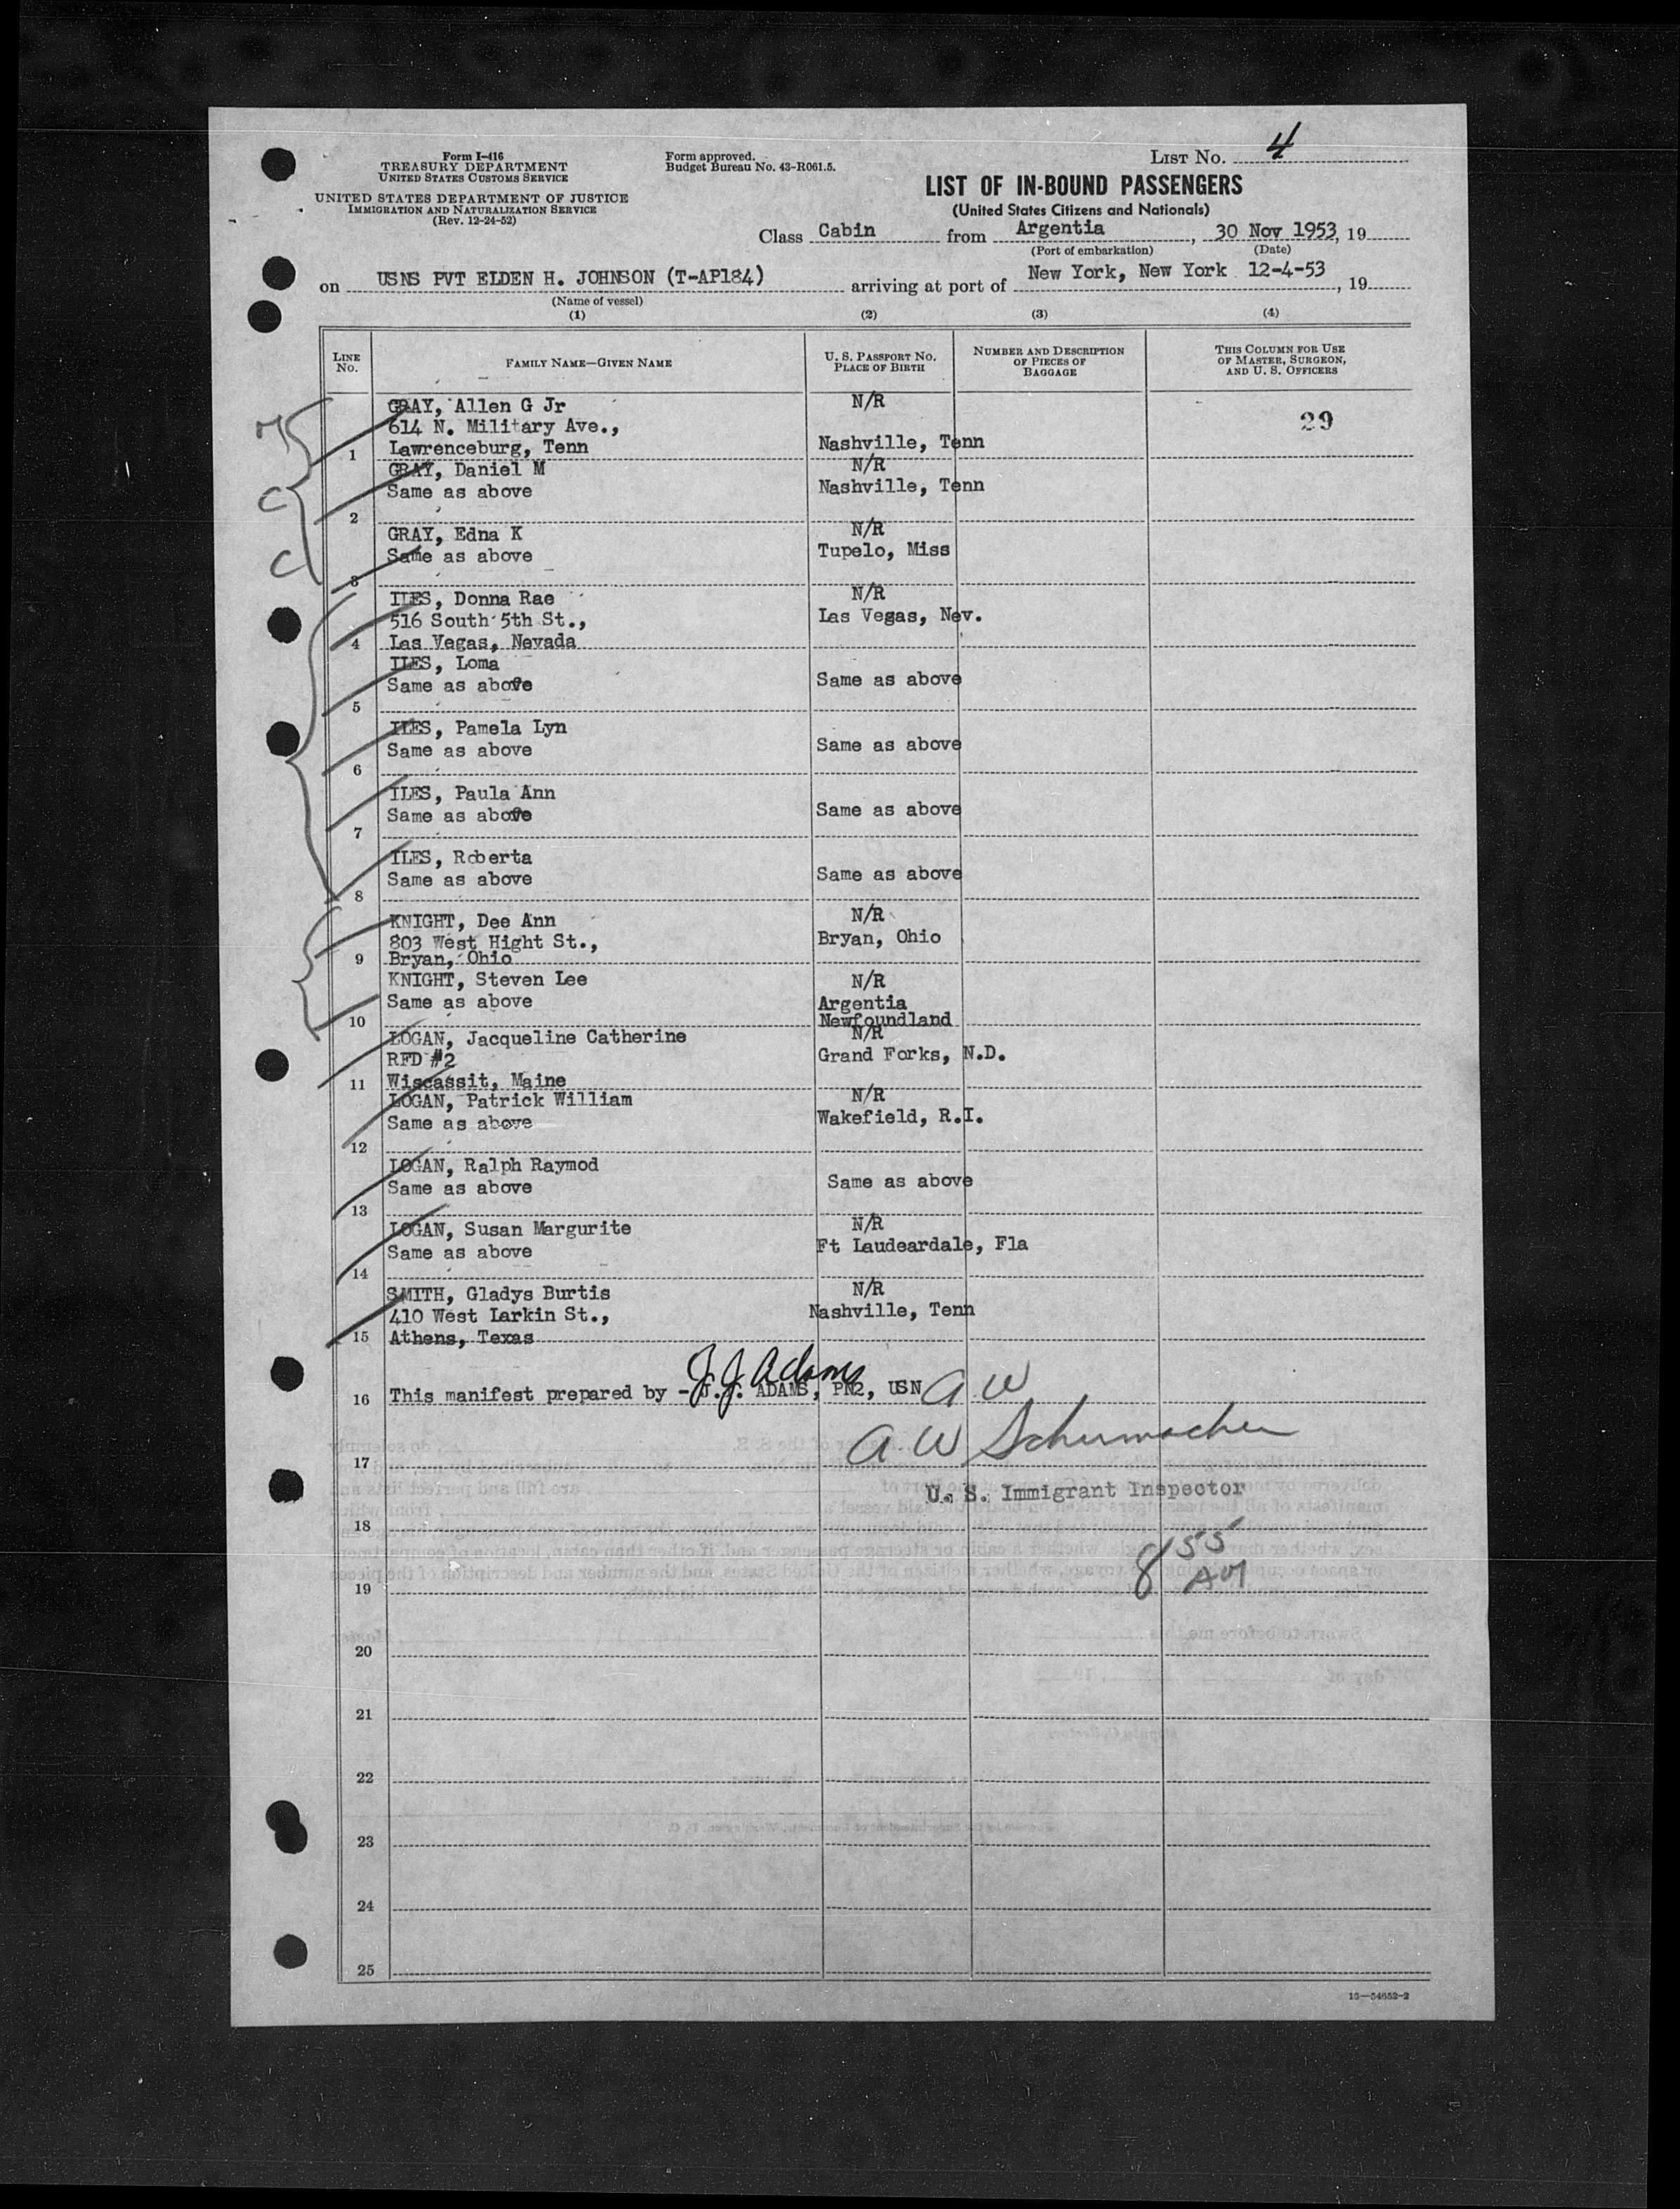 Form I-416
TREASURY DEPARTMENT
UNITED STATES CUSTOMS SERVICE
UNITED STATES DEPARTMENT OF JUSTICE
IMMIGRATION AND NATURALIZATION SERVICE
(Rev. 12-24-52)
Form approved.
Budget Bureau No. 43-R061.5.
LIST NO. 4
LIST OF IN-BOUND PASSENGERS
(United States Citizens and Nationals)
Class Cabin from Argentia, 30 Nov 1953, 19
(Port of embarkation) (Date)
on USNS PVT ELDEN H. JOHNSON (T-AP184) arriving at port of New York, New York 12-4-53, 19
(Name of vessel)
(1) (2) (3) (4)
LINE NO.
FAMILY NAME—GIVEN NAME
U. S. PASSPORT NO.
PLACE OF BIRTH
NUMBER AND DESCRIPTION
OF PIECES OF
BAGGAGE
THIS COLUMN FOR USE
OF MASTER, SURGEON,
AND U. S. OFFICERS
GRAY, Allen G Jr N/R
614 N. Military Ave., 29
1 Lawrenceburg, Tenn Nashville, Tenn
GRAY, Daniel M N/R
Same as above Nashville, Tenn
2
GRAY, Edna K N/R
Same as above Tupelo, Miss
3
ILES, Donna Rae N/R
516 South 5th St., Las Vegas, Nev.
4 Las Vegas, Nevada
ILES, Loma
Same as above Same as above
5
ILES, Pamela Lyn
Same as above Same as above
6
ILES, Paula Ann
Same as above Same as above
7
ILES, Roberta
Same as above Same as above
8
KNIGHT, Dee Ann N/R
803 West Hight St., Bryan, Ohio
9 Bryan, Ohio
KNIGHT, Steven Lee N/R
Same as above Argentia
10 Newfoundland
LOGAN, Jacqueline Catherine N/R
RFD #2 Grand Forks, N.D.
11 Wiscassit, Maine
LOGAN, Patrick William N/R
Same as above Wakefield, R.I.
12
LOGAN, Ralph Raymod
Same as above Same as above
13
LOGAN, Susan Margurite N/R
Same as above Ft Laudeardale, Fla
14
SMITH, Gladys Burtis N/R
410 West Larkin St., Nashville, Tenn
15 Athens, Texas
J J Adams
16 This manifest prepared by - J.J. ADAMS, PN2, USN A W
17 A W Schumacher
U. S. Immigrant Inspector
18
8 55 AM
19
20
21
22
23
24
25
16—54652-2